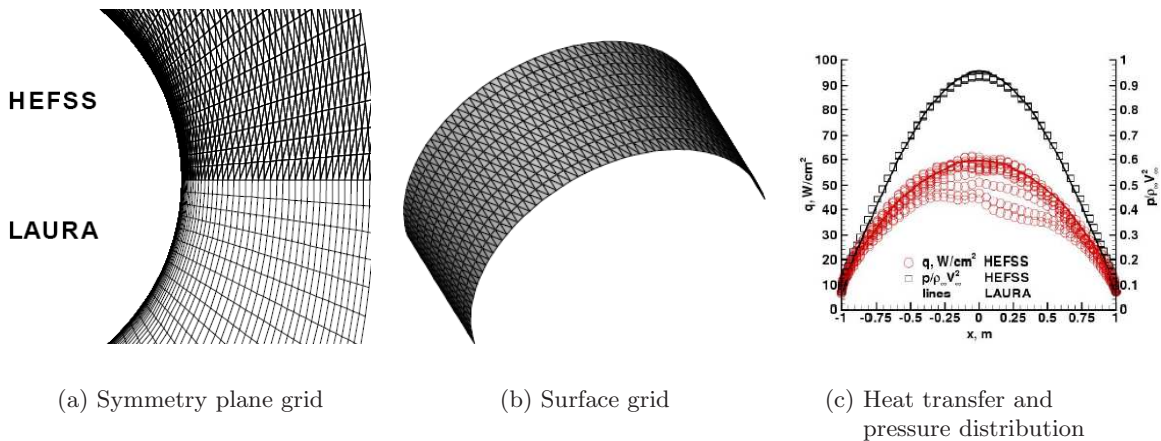 HEFSS
LAURA
100
90
80
70
60
50
40
30
20
10
0
q, W/cm²
1
0.9
0.8
0.7
0.6
0.5
0.4
0.3
0.2
0.1
0
p/ρ∞V²∞
q, W/cm² HEFSS
p/ρ∞V²∞ HEFSS
lines LAURA
-1 -0.75 -0.5 -0.25 0 0.25 0.5 0.75 1
x, m
(a) Symmetry plane grid
(b) Surface grid
(c) Heat transfer and
pressure distribution